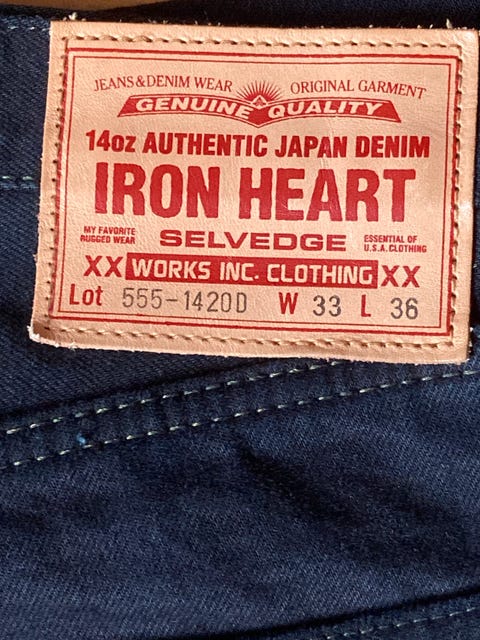 JEANS & DENIM WEAR ORIGINAL GARMENT
GENUINE QUALITY
14oz AUTHENTIC JAPAN DENIM
IRON HEART
MY FAVORITE RUGGED WEAR
SELVEDGE
ESSENTIAL OF U.S.A. CLOTHING
XX WORKS INC. CLOTHING XX
Lot 555-1420D W 33 L 36